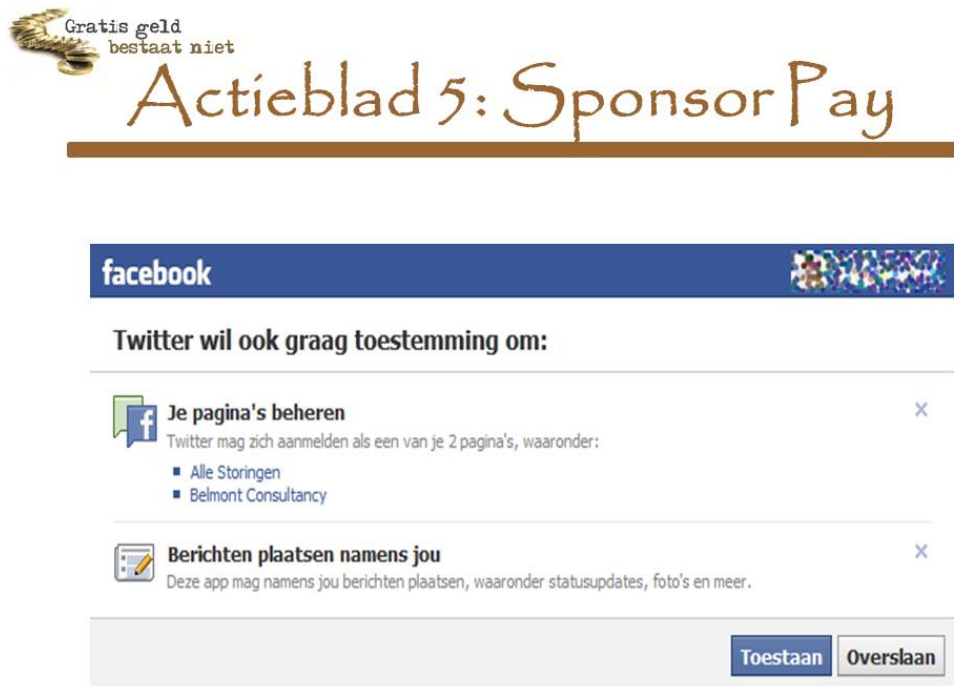 Gratis geld
bestaat niet
Actieblad 5: Sponsor Pay
facebook
Twitter wil ook graag toestemming om:
Je pagina's beheren
Twitter mag zich aanmelden als een van je 2 pagina's, waaronder:
Alle Storingen
Belmont Consultancy
Berichten plaatsen namens jou
Deze app mag namens jou berichten plaatsen, waaronder statusupdates, foto's en meer.
Toestaan Overslaan